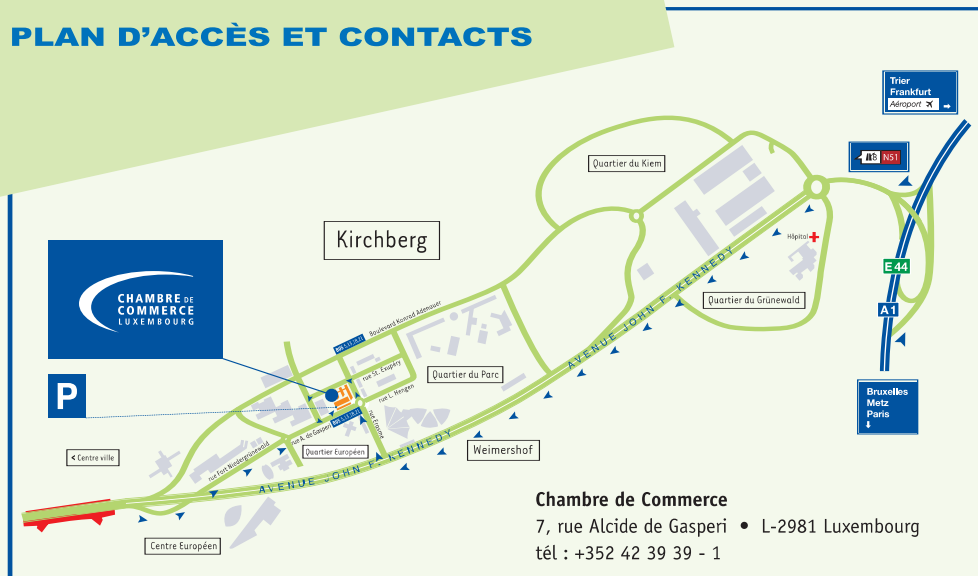 PLAN D'ACCÈS ET CONTACTS
Trier
Frankfurt
Aéroport
N51
Quartier du Kiem
Kirchberg
Hôpital
E 44
Quartier du Grünewald
A 1
CHAMBRE DE
COMMERCE
LUXEMBOURG
AVENUE JOHN F. KENNEDY
Boulevard Konrad Adenauer
BUS
rue St. Exupéry
Quartier du Parc
P
rue L. Hengen
Bruxelles
Metz
Paris
rue Erasme
BUS
rue A. de Gasperi
rue Fort Niedergrünewald
Quartier Européen
Weimershof
< Centre ville
AVENUE JOHN F. KENNEDY
Centre Européen
Chambre de Commerce
7, rue Alcide de Gasperi • L-2981 Luxembourg
tél : +352 42 39 39 - 1